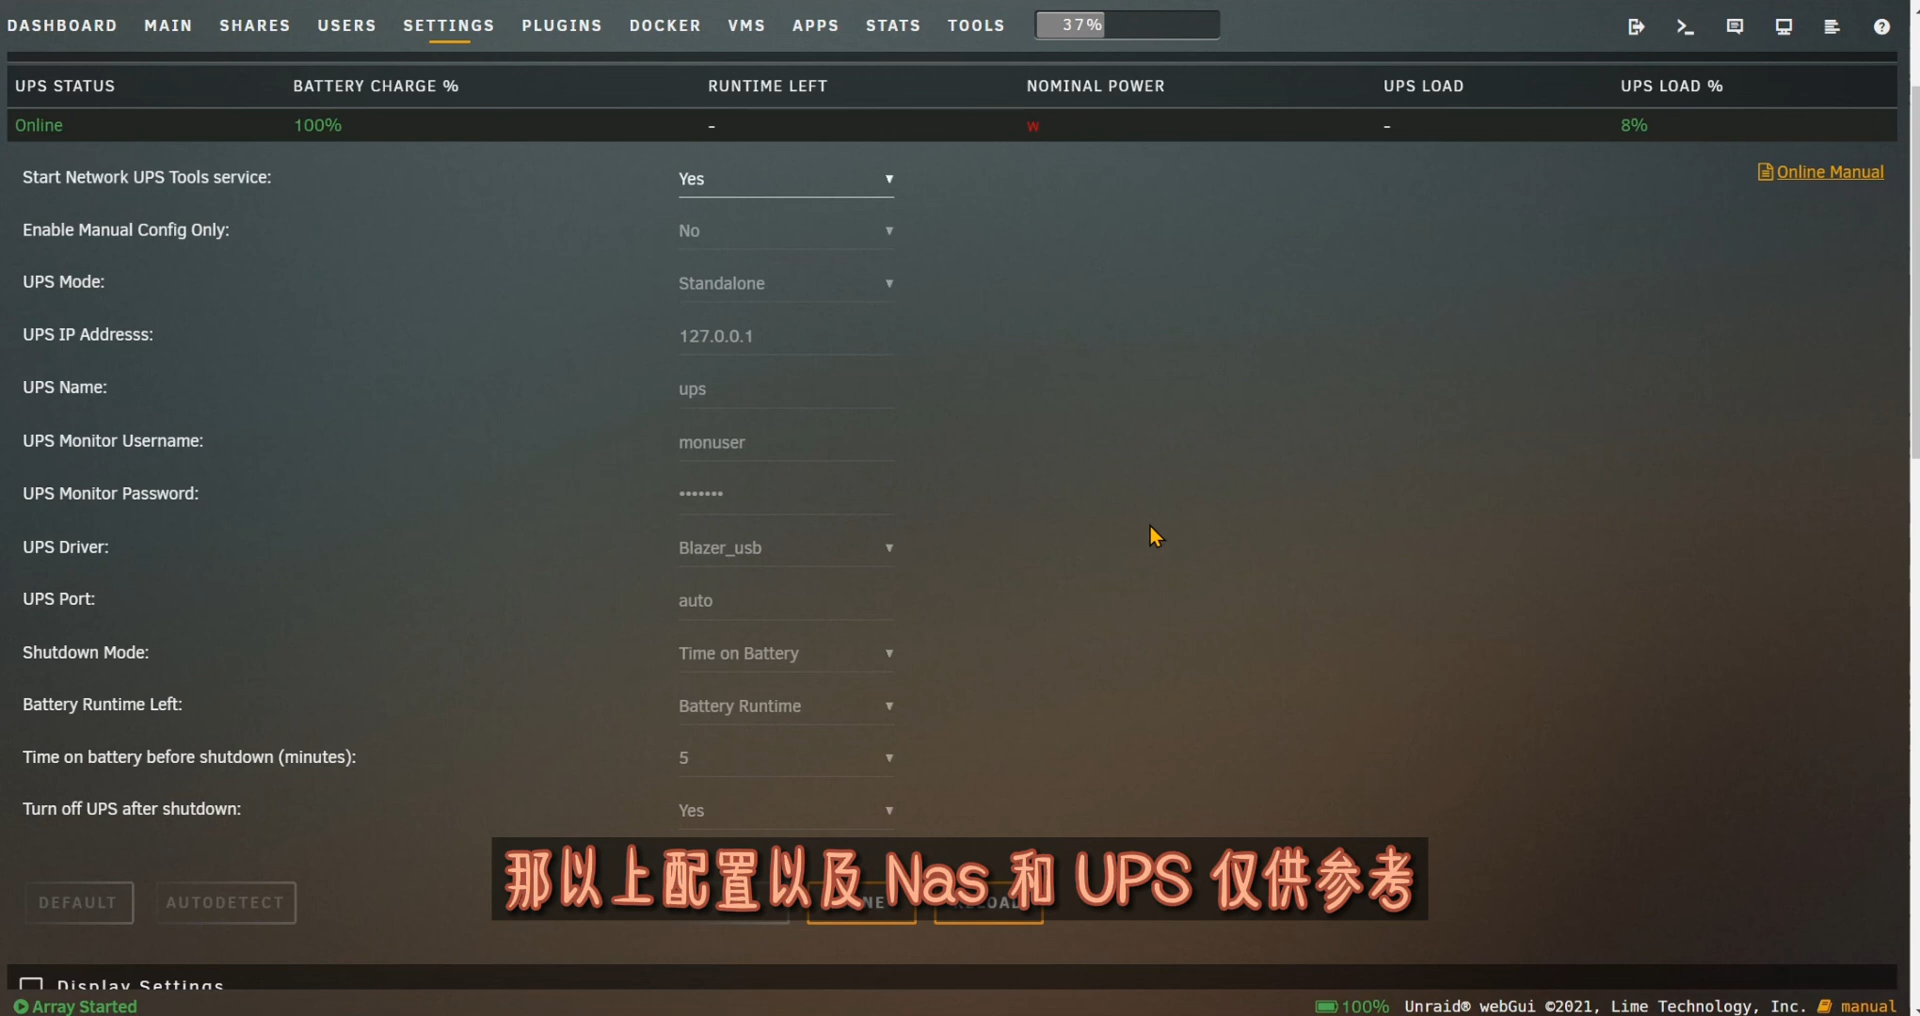 DASHBOARD MAIN SHARES USERS SETTINGS PLUGINS DOCKER VMS APPS STATS TOOLS 37%
UPS STATUS BATTERY CHARGE % RUNTIME LEFT NOMINAL POWER UPS LOAD UPS LOAD %
Online 100% - w - 8%
Start Network UPS Tools service: Yes
Online Manual
Enable Manual Config Only: No
UPS Mode: Standalone
UPS IP Addresss: 127.0.0.1
UPS Name: ups
UPS Monitor Username: monuser
UPS Monitor Password: •••••••
UPS Driver: Blazer_usb
UPS Port: auto
Shutdown Mode: Time on Battery
Battery Runtime Left: Battery Runtime
Time on battery before shutdown (minutes): 5
Turn off UPS after shutdown: Yes
那以上配置以及 Nas 和 UPS 仅供参考
DEFAULT AUTODETECT
Display Settings
Array Started 100% Unraid® webGui ©2021, Lime Technology, Inc. manual